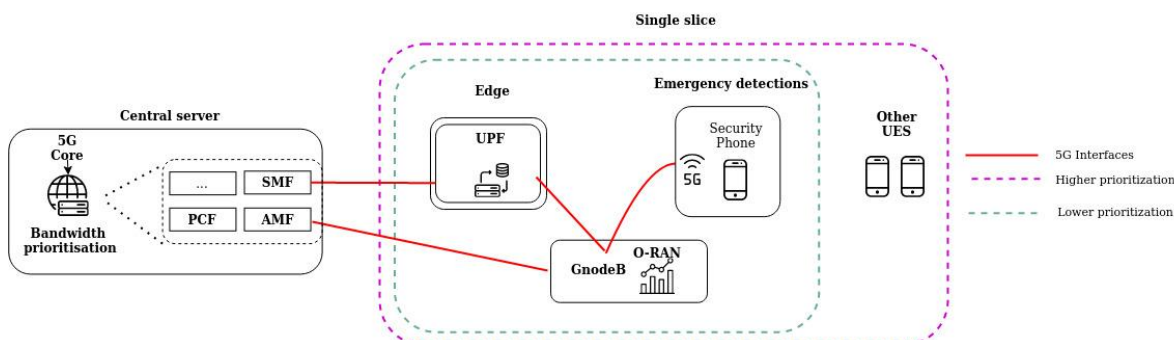 Single slice
Edge
Emergency detections
Central server
5G
Core
...
SMF
PCF
AMF
Bandwidth
prioritisation
UPF
Security
Phone
5G
O-RAN
GnodeB
Other
UES
5G Interfaces
Higher prioritization
Lower prioritization